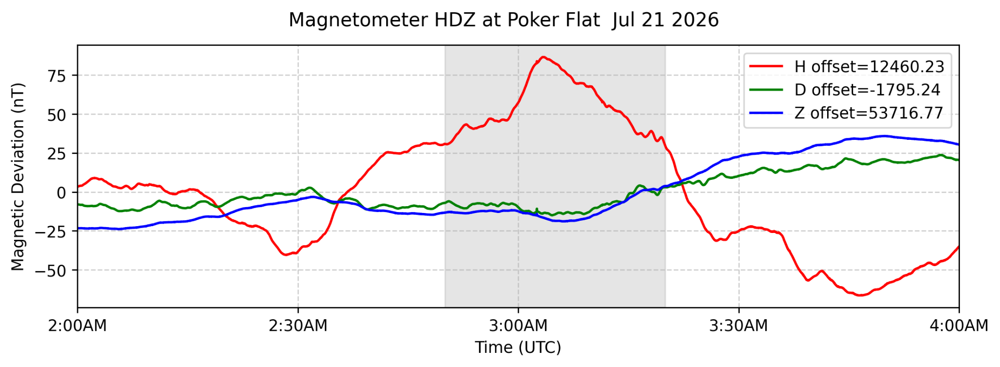 Magnetometer HDZ at Poker Flat  Jul 21 2026
H offset=12460.23
D offset=-1795.24
Z offset=53716.77
Magnetic Deviation (nT)
75
50
25
0
−25
−50
2:00AM 2:30AM 3:00AM 3:30AM 4:00AM
Time (UTC)